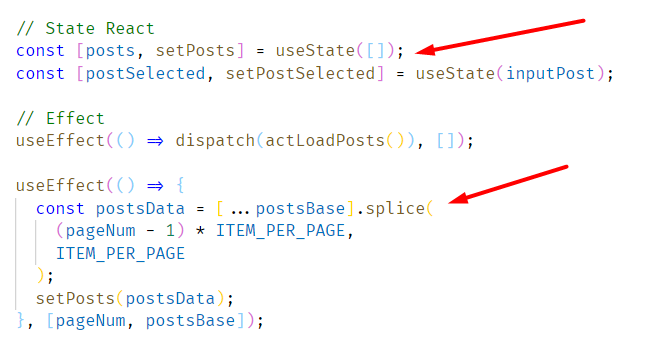 // State React
const [posts, setPosts] = useState([]);
const [postSelected, setPostSelected] = useState(inputPost);
// Effect
useEffect(() => dispatch(actLoadPosts()), []);
useEffect(() => {
const postsData = [...postsBase].splice(
(pageNum - 1) * ITEM_PER_PAGE,
ITEM_PER_PAGE
);
setPosts(postsData);
}, [pageNum, postsBase]);